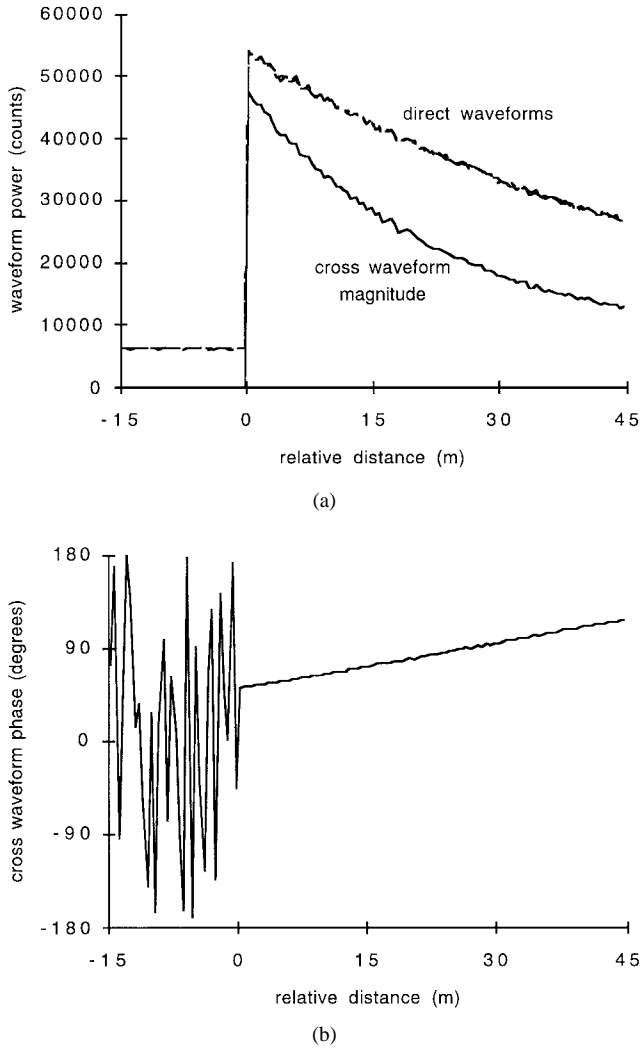 60000
50000
40000
30000
20000
10000
0
waveform power (counts)
direct waveforms
cross waveform
magnitude
-15 0 15 30 45
relative distance (m)
(a)
180
90
0
-90
-180
cross waveform phase (degrees)
-15 0 15 30 45
relative distance (m)
(b)